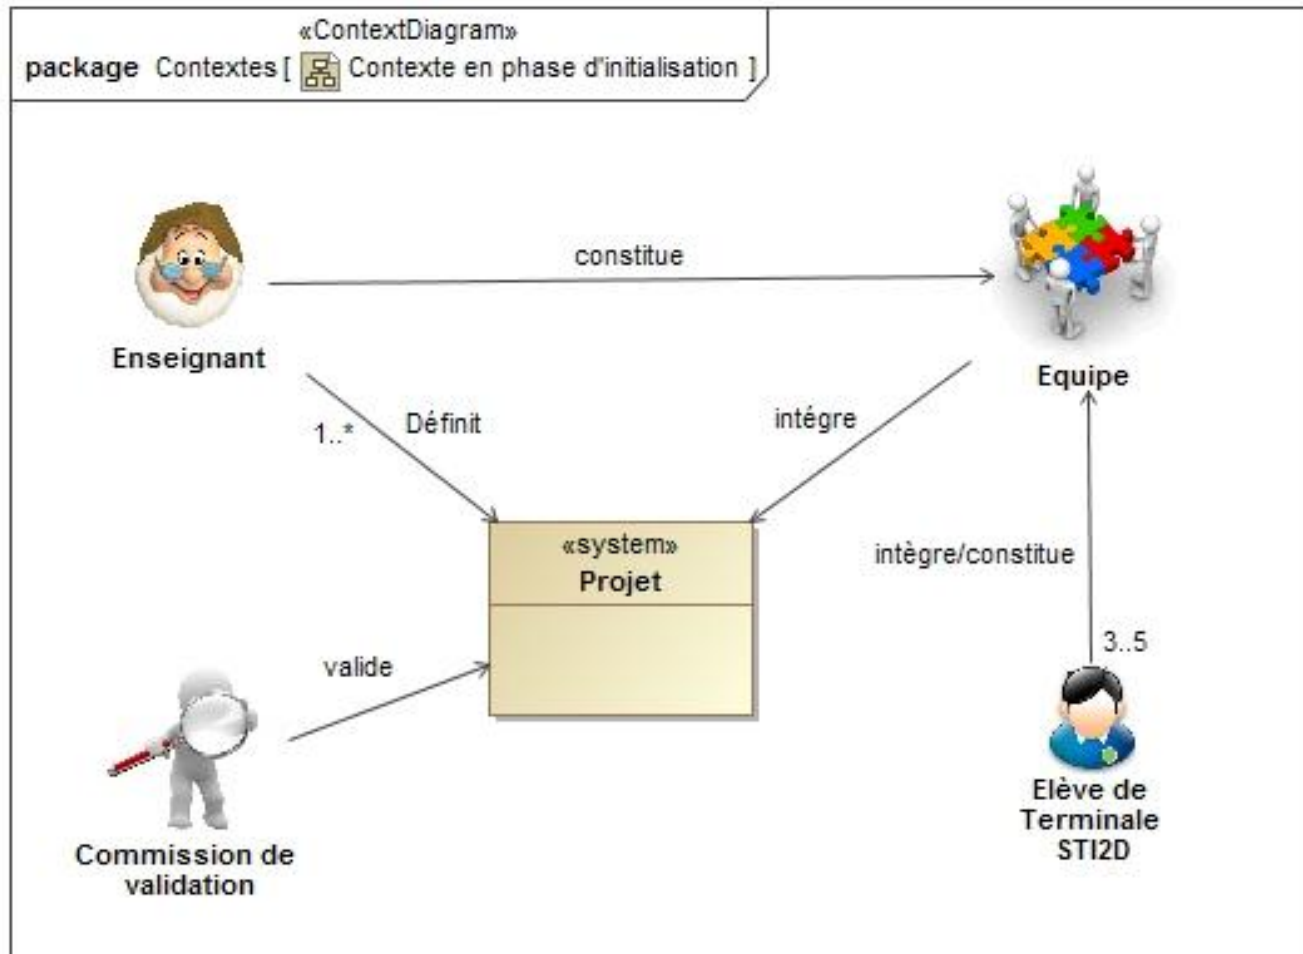 «ContextDiagram»
package Contextes [ Contexte en phase d'initialisation ]
constitue
Enseignant
Equipe
1..*
Définit
intégre
«system»
Projet
intègre/constitue
valide
3..5
Elève de
Terminale
STI2D
Commission de
validation